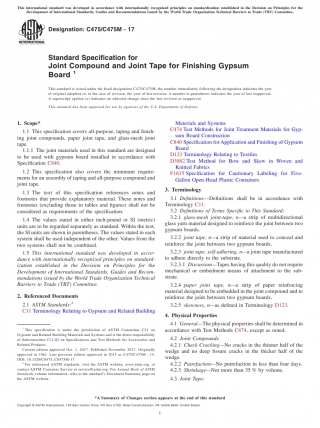 This international standard was developed in accordance with internationally recognized principles on standardization established in the Decision on Principles for the
Development of International Standards, Guides and Recommendations issued by the World Trade Organization Technical Barriers to Trade (TBT) Committee.
Designation: C475/C475M − 17
INTERNATIONAL
Standard Specification for
Joint Compound and Joint Tape for Finishing Gypsum
Board 1
This standard is issued under the fixed designation C475/C475M; the number immediately following the designation indicates the year
of original adoption or, in the case of revision, the year of last revision. A number in parentheses indicates the year of last reapproval.
A superscript epsilon (ε) indicates an editorial change since the last revision or reapproval.
This standard has been approved for use by agencies of the U.S. Department of Defense.
1. Scope*
1.1 This specification covers all-purpose, taping and finish-
ing joint compounds, paper joint tape, and glass-mesh joint
tape.
1.1.1 The joint materials used in this standard are designed
to be used with gypsum board installed in accordance with
Specification C840.
1.2 This specification also covers the minimum require-
ments for an assembly of taping and all-purpose compound and
joint tape.
1.3 The text of this specification references notes and
footnotes that provide explanatory material. These notes and
footnotes (excluding those in tables and figures) shall not be
considered as requirements of the specification.
1.4 The values stated in either inch-pound or SI (metric)
units are to be regarded separately as standard. Within the text,
the SI units are shown in parentheses. The values stated in each
system shall be used independent of the other. Values from the
two systems shall not be combined.
1.5 This international standard was developed in accor-
dance with internationally recognized principles on standard-
ization established in the Decision on Principles for the
Development of International Standards, Guides and Recom-
mendations issued by the World Trade Organization Technical
Barriers to Trade (TBT) Committee.
2. Referenced Documents
2.1 ASTM Standards:2
C11 Terminology Relating to Gypsum and Related Building
Materials and Systems
C474 Test Methods for Joint Treatment Materials for Gyp-
sum Board Construction
C840 Specification for Application and Finishing of Gypsum
Board
D123 Terminology Relating to Textiles
D3882 Test Method for Bow and Skew in Woven and
Knitted Fabrics
F1615 Specification for Cautionary Labeling for Five-
Gallon Open-Head Plastic Containers
3. Terminology
3.1 Definitions—Definitions shall be in accordance with
Terminology C11.
3.2 Definitions of Terms Specific to This Standard:
3.2.1 glass-mesh joint-tape, n—a strip of multidirectional
glass yarn material designed to reinforce the joint between two
gypsum boards.
3.2.2 joint tape, n—a strip of material used to conceal and
reinforce the joint between two gypsum boards.
3.2.3 joint tape, self-adhering, n—a joint tape manufactured
to adhere directly to the substrate.
3.2.3.1 Discussion—Tapes having this quality do not require
mechanical or embedment means of attachment to the sub-
strate.
3.2.4 paper joint tape, n—a strip of paper reinforcing
material designed to be embedded in the joint compound and to
reinforce the joint between two gypsum boards.
3.2.5 skewness, n—as defined in Terminology D123.
4. Physical Properties
4.1 General—The physical properties shall be determined in
accordance with Test Methods C474, except as noted.
4.2 Joint Compounds:
4.2.1 Check Cracking—No cracks in the thinner half of the
wedge and no deep fissure cracks in the thicker half of the
wedge.
4.2.2 Putrefaction—No putrefaction in less than four days.
4.2.3 Shrinkage—Not more than 35 % by volume.
4.3 Joint Tape:
1 This specification is under the jurisdiction of ASTM Committee C11 on
Gypsum and Related Building Materials and Systems and is the direct responsibility
of Subcommittee C11.01 on Specifications and Test Methods for Accessories and
Related Products.
Current edition approved Oct. 1, 2017. Published November 2017. Originally
approved in 1961. Last previous edition approved in 2015 as C475/C475M – 15.
DOI: 10.1520/C0475_C0475M-17.
2 For referenced ASTM standards, visit the ASTM website, www.astm.org, or
contact ASTM Customer Service at service@astm.org. For Annual Book of ASTM
Standards volume information, refer to the standard's Document Summary page on
the ASTM website.
*A Summary of Changes section appears at the end of this standard
Copyright © ASTM International, 100 Barr Harbor Drive, PO Box C700, West Conshohocken, PA 19428-2959. United States
1